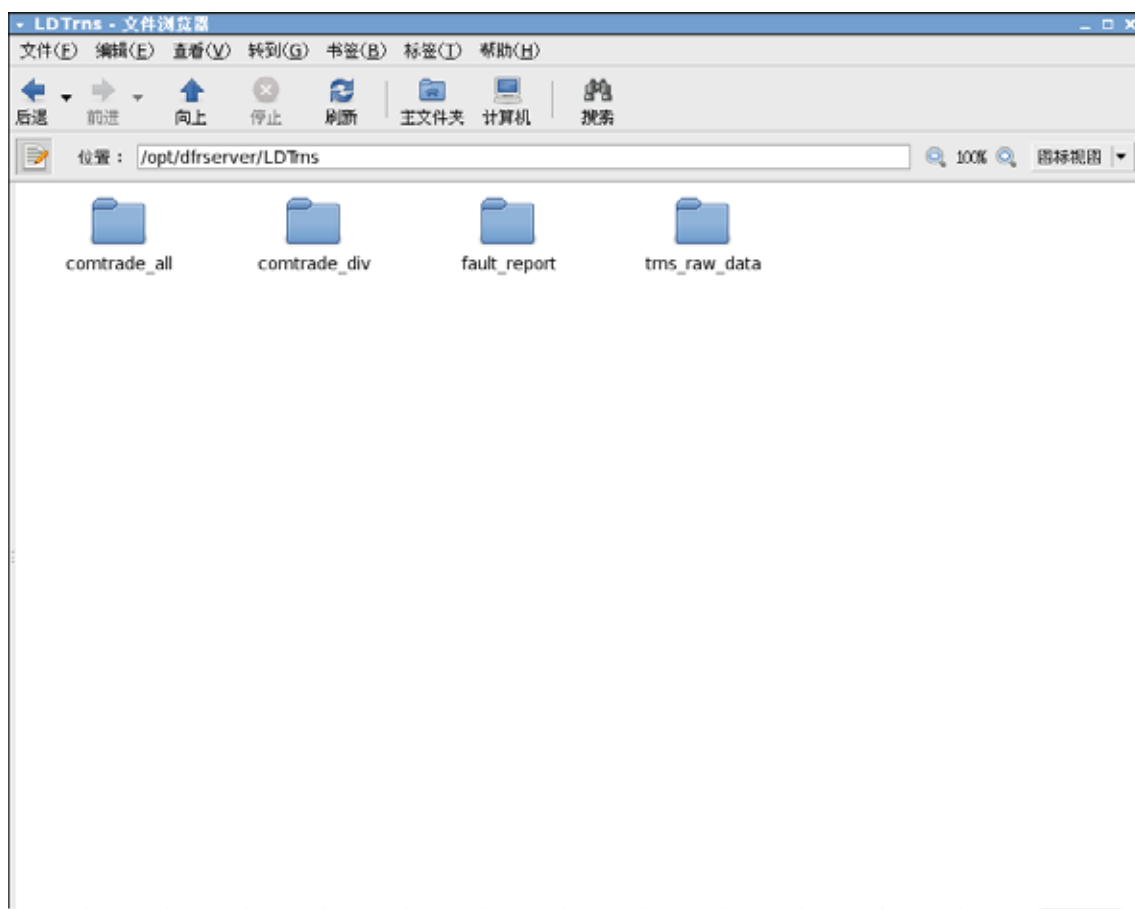 LDTrns - 文件浏览器
文件(F) 编辑(E) 查看(V) 转到(G) 书签(B) 标签(T) 帮助(H)
后退 前进 向上 停止 刷新 主文件夹 计算机 搜索
位置： /opt/dfrserver/LDTrns 100% 图标视图
comtrade_all comtrade_div fault_report trns_raw_data